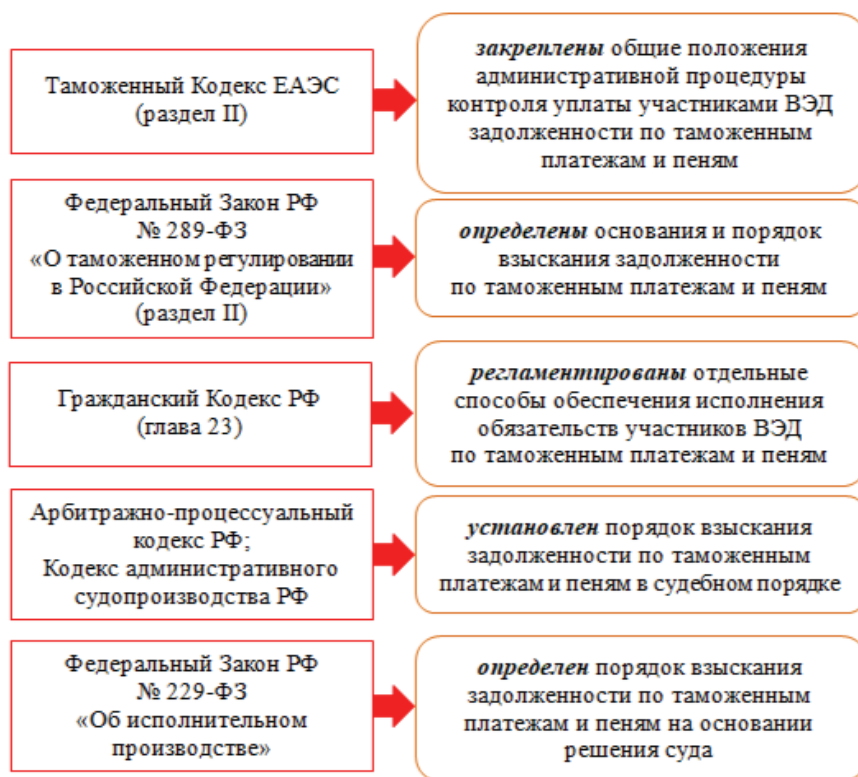 Таможенный Кодекс ЕАЭС
(раздел II)
закреплены общие положения
административной процедуры
контроля уплаты участниками ВЭД
задолженности по таможенным
платежам и пеням
Федеральный Закон РФ
№ 289-ФЗ
«О таможенном регулировании
в Российской Федерации»
(раздел II)
определены основания и порядок
взыскания задолженности
по таможенным платежам и пеням
Гражданский Кодекс РФ
(глава 23)
регламентированы отдельные
способы обеспечения исполнения
обязательств участников ВЭД
по таможенным платежам и пеням
Арбитражно-процессуальный
кодекс РФ;
Кодекс административного
судопроизводства РФ
установлен порядок взыскания
задолженности по таможенным
платежам и пеням в судебном порядке
Федеральный Закон РФ
№ 229-ФЗ
«Об исполнительном
производстве»
определен порядок взыскания
задолженности по таможенным
платежам и пеням на основании
решения суда